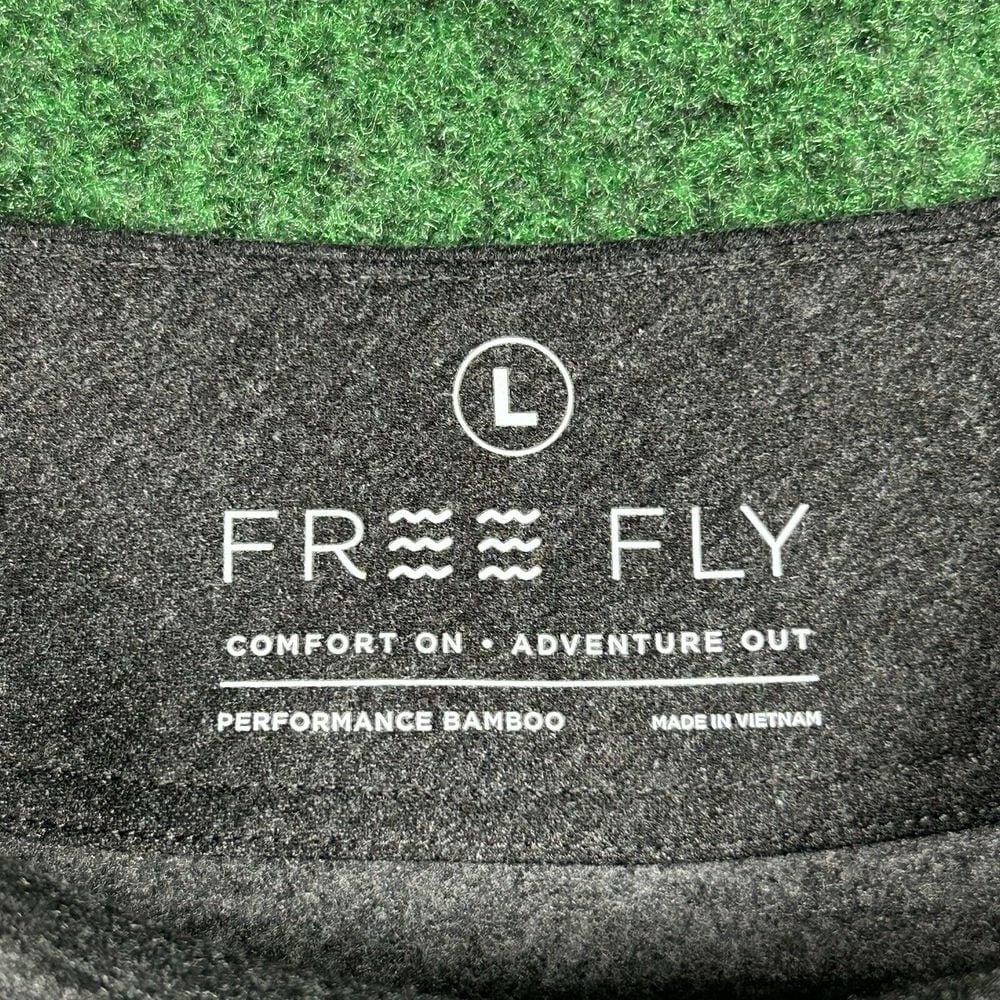 L
FREE FLY
COMFORT ON • ADVENTURE OUT
PERFORMANCE BAMBOO MADE IN VIETNAM